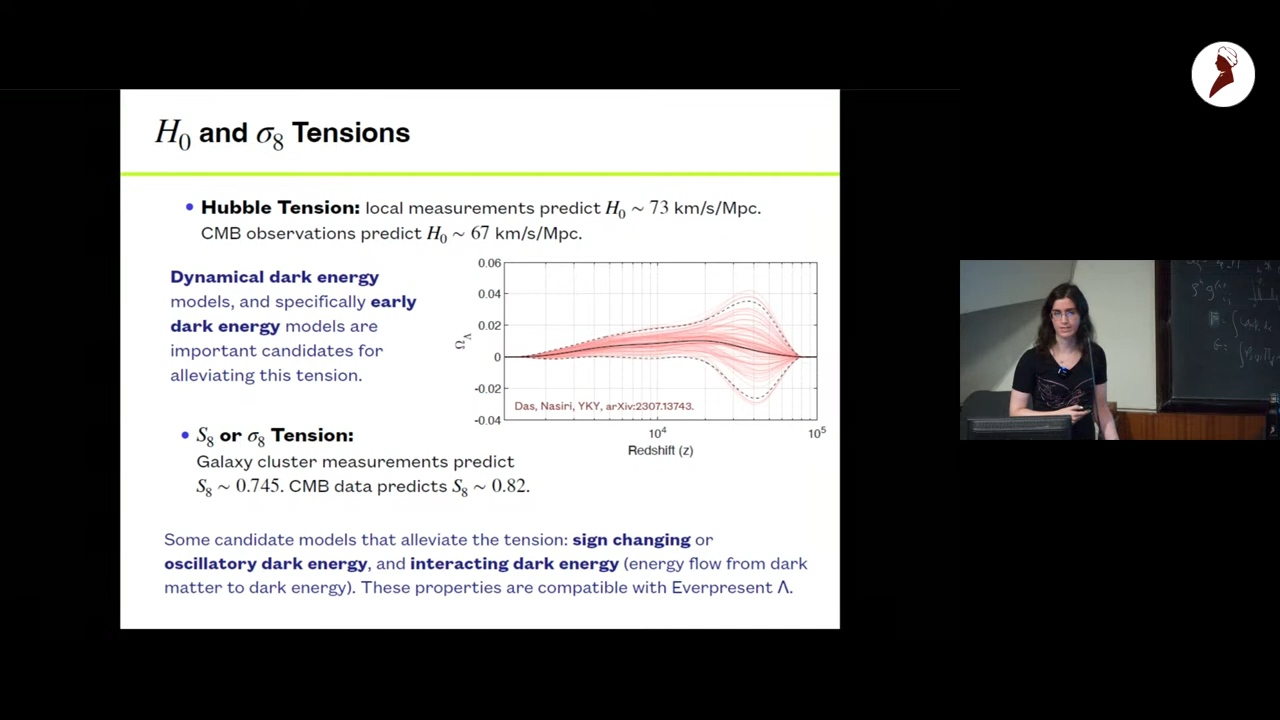 H₀ and σ₈ Tensions
• Hubble Tension: local measurements predict H₀ ~ 73 km/s/Mpc.
CMB observations predict H₀ ~ 67 km/s/Mpc.
Dynamical dark energy
models, and specifically early
dark energy models are
important candidates for
alleviating this tension.
0.06
0.04
0.02
0
-0.02
-0.04
Ω_Λ
Das, Nasiri, YKY, arXiv:2307.13743.
10⁴
10⁵
Redshift (z)
• S₈ or σ₈ Tension:
Galaxy cluster measurements predict
S₈ ~ 0.745. CMB data predicts S₈ ~ 0.82.
Some candidate models that alleviate the tension: sign changing or
oscillatory dark energy, and interacting dark energy (energy flow from dark
matter to dark energy). These properties are compatible with Everpresent Λ.